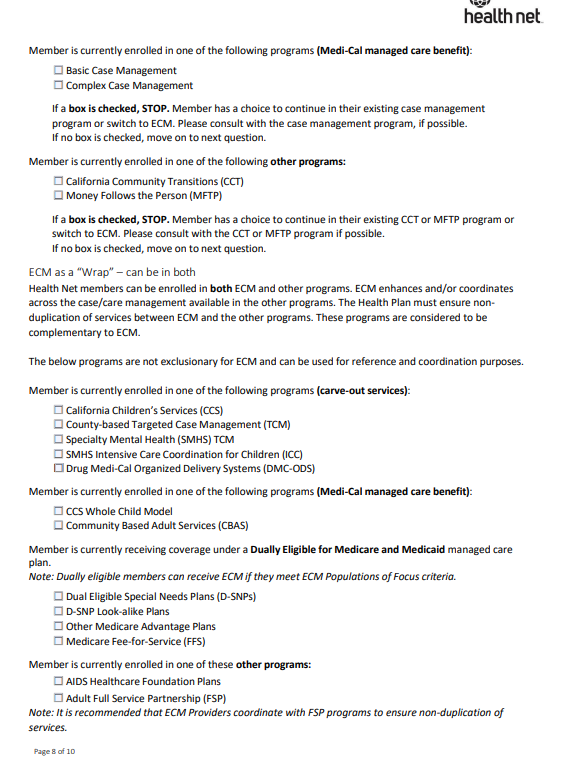 health net
Member is currently enrolled in one of the following programs (Medi-Cal managed care benefit):
Basic Case Management
Complex Case Management
If a box is checked, STOP. Member has a choice to continue in their existing case management
program or switch to ECM. Please consult with the case management program, if possible.
If no box is checked, move on to next question.
Member is currently enrolled in one of the following other programs:
California Community Transitions (CCT)
Money Follows the Person (MFTP)
If a box is checked, STOP. Member has a choice to continue in their existing CCT or MFTP program or
switch to ECM. Please consult with the CCT or MFTP program if possible.
If no box is checked, move on to next question.
ECM as a “Wrap” – can be in both
Health Net members can be enrolled in both ECM and other programs. ECM enhances and/or coordinates
across the case/care management available in the other programs. The Health Plan must ensure non-
duplication of services between ECM and the other programs. These programs are considered to be
complementary to ECM.
The below programs are not exclusionary for ECM and can be used for reference and coordination purposes.
Member is currently enrolled in one of the following programs (carve-out services):
California Children’s Services (CCS)
County-based Targeted Case Management (TCM)
Specialty Mental Health (SMHS) TCM
SMHS Intensive Care Coordination for Children (ICC)
Drug Medi-Cal Organized Delivery Systems (DMC-ODS)
Member is currently enrolled in one of the following programs (Medi-Cal managed care benefit):
CCS Whole Child Model
Community Based Adult Services (CBAS)
Member is currently receiving coverage under a Dually Eligible for Medicare and Medicaid managed care
plan.
Note: Dually eligible members can receive ECM if they meet ECM Populations of Focus criteria.
Dual Eligible Special Needs Plans (D-SNPs)
D-SNP Look-alike Plans
Other Medicare Advantage Plans
Medicare Fee-for-Service (FFS)
Member is currently enrolled in one of these other programs:
AIDS Healthcare Foundation Plans
Adult Full Service Partnership (FSP)
Note: It is recommended that ECM Providers coordinate with FSP programs to ensure non-duplication of
services.
Page 8 of 10